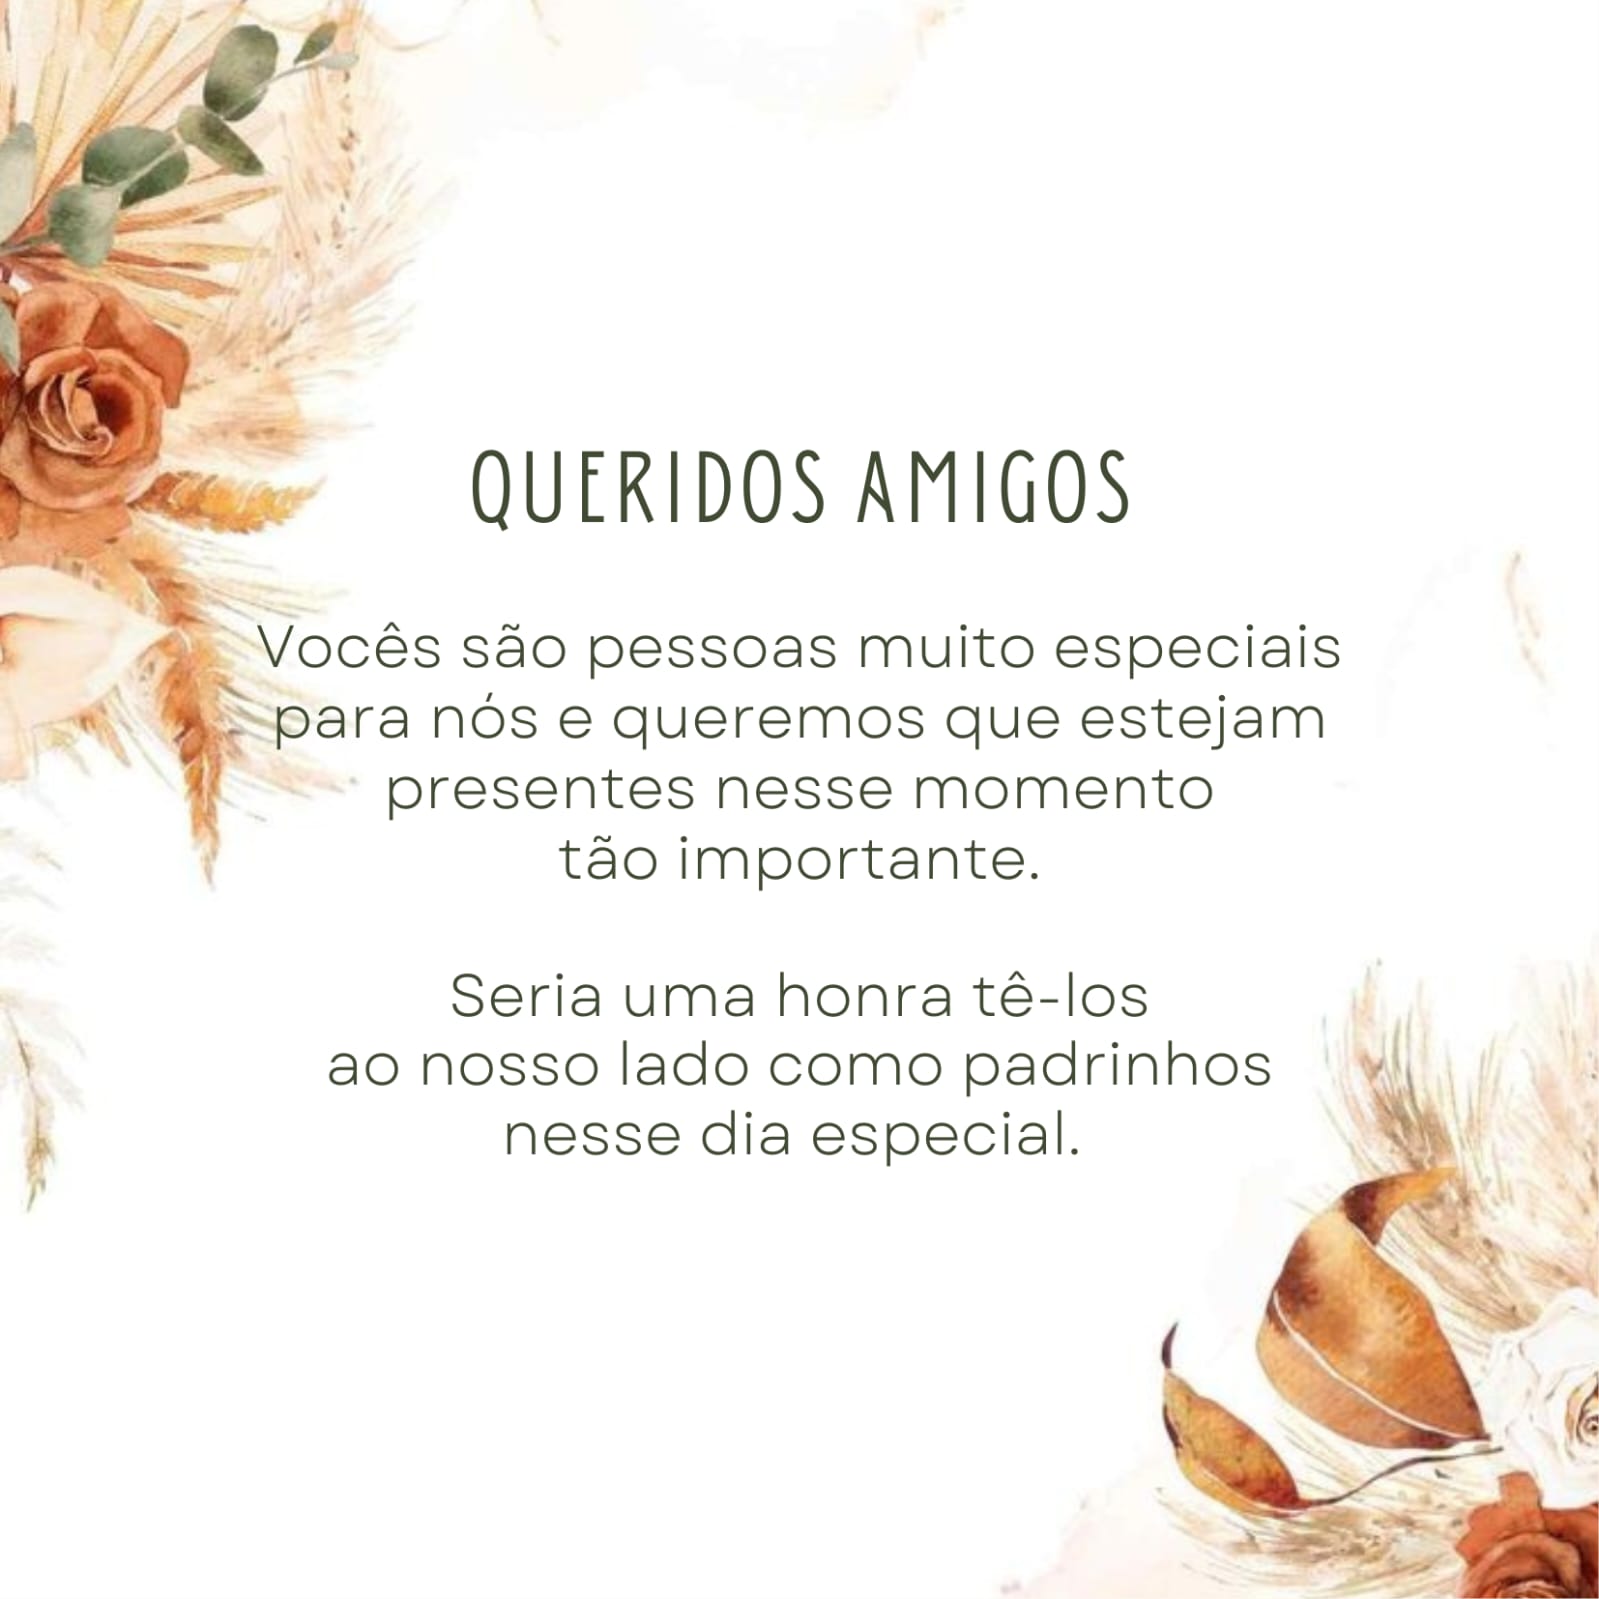 QUERIDOS AMIGOS
Vocês são pessoas muito especiais
para nós e queremos que estejam
presentes nesse momento
tão importante.
Seria uma honra tê-los
ao nosso lado como padrinhos
nesse dia especial.